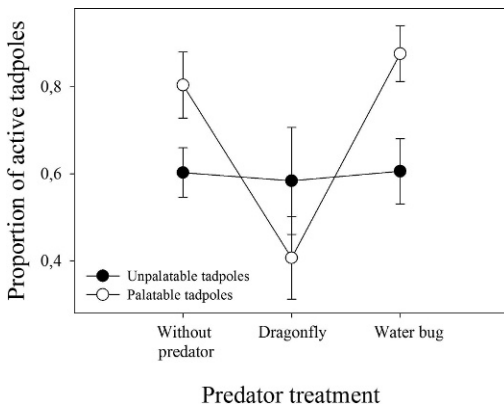 Proportion of active tadpoles
0,8
0,6
0,4
Unpalatable tadpoles
Palatable tadpoles
Without
predator
Dragonfly
Water bug
Predator treatment